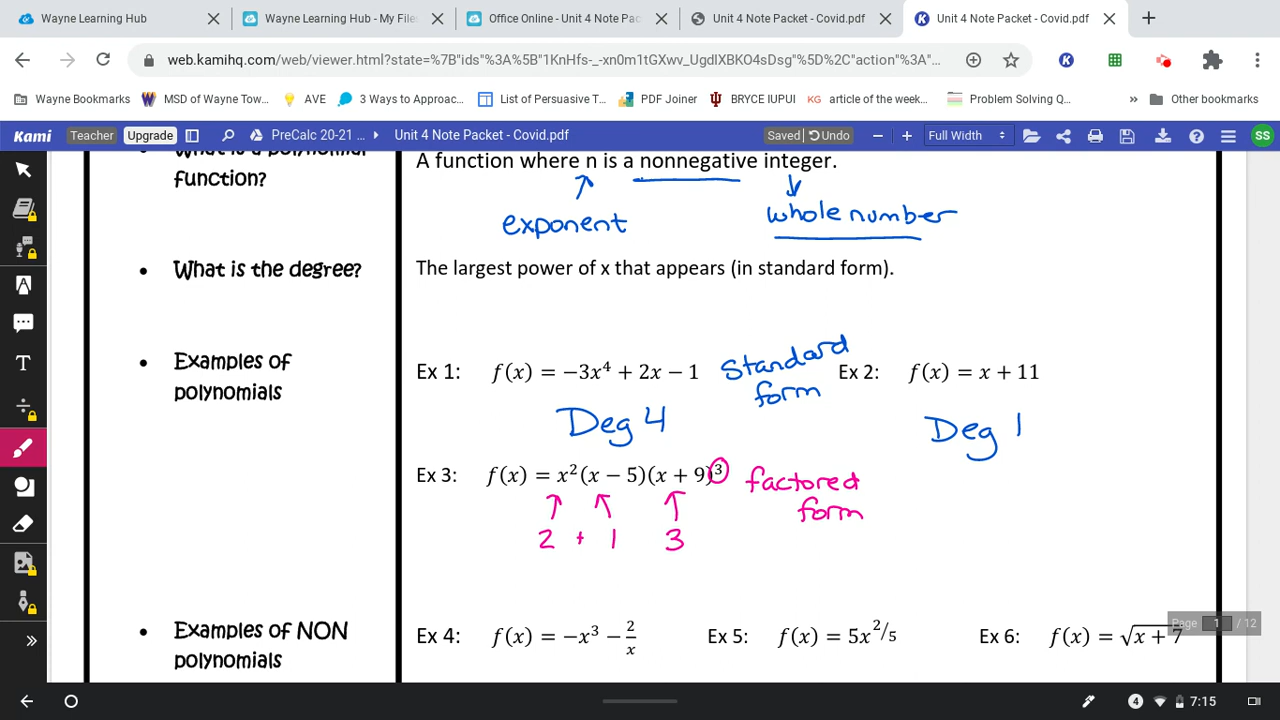 Wayne Learning Hub
Wayne Learning Hub - My Files
Office Online - Unit 4 Note Pac
Unit 4 Note Packet - Covid.pdf
Unit 4 Note Packet - Covid.pdf
web.kamihq.com/web/viewer.html?state=%7B"ids"%3A%5B"1KnHfs-_-xn0m1tGXwv_UgdIXBKO4sDsg"%5D%2C"action"%3A"...
Wayne Bookmarks
MSD of Wayne Tow...
AVE
3 Ways to Approac...
List of Persuasive T...
PDF Joiner
BRYCE IUPUI
KG article of the week...
Problem Solving Q...
» Other bookmarks
Kami Teacher Upgrade PreCalc 20-21 ... Unit 4 Note Packet - Covid.pdf Saved Undo Full Width SS
What is a polynomial
function?
A function where n is a nonnegative integer.
exponent
whole number
• What is the degree?
The largest power of x that appears (in standard form).
• Examples of
polynomials
Ex 1: f(x) = −3x⁴ + 2x − 1
Standard
form
Ex 2: f(x) = x + 11
Deg 4
Deg 1
Ex 3: f(x) = x²(x − 5)(x + 9)³
factored
form
2 + 1 3
• Examples of NON
polynomials
Ex 4: f(x) = −x³ − 2/x
Ex 5: f(x) = 5x^2/5
Ex 6: f(x) = √x + 7
Page 1 / 12
4 7:15